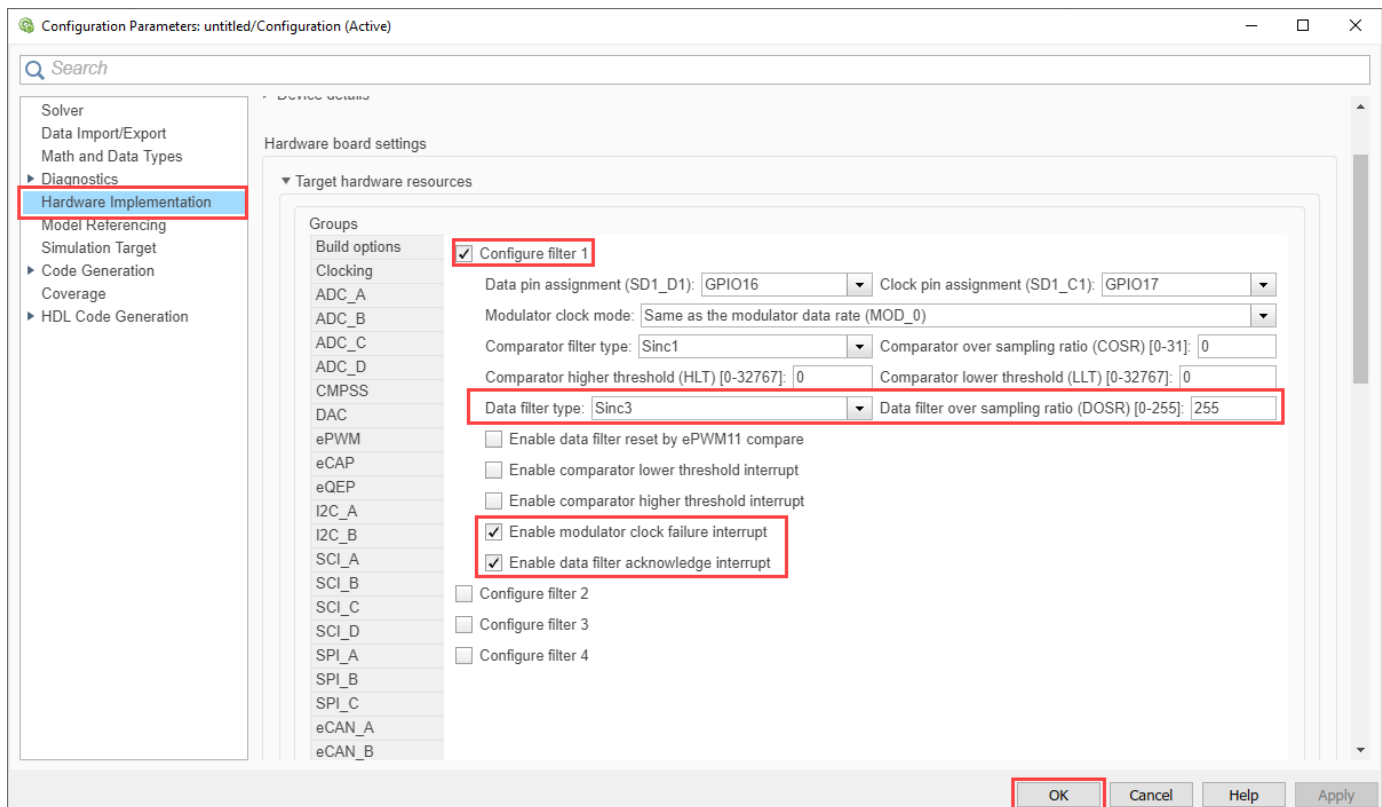 Configuration Parameters: untitled/Configuration (Active)
Search
Solver
Data Import/Export
Math and Data Types
Diagnostics
Hardware Implementation
Model Referencing
Simulation Target
Code Generation
Coverage
HDL Code Generation
Device details
Hardware board settings
Target hardware resources
Groups
Build options
Clocking
ADC_A
ADC_B
ADC_C
ADC_D
CMPSS
DAC
ePWM
eCAP
eQEP
I2C_A
I2C_B
SCI_A
SCI_B
SCI_C
SCI_D
SPI_A
SPI_B
SPI_C
eCAN_A
eCAN_B
Configure filter 1
Data pin assignment (SD1_D1): GPIO16 Clock pin assignment (SD1_C1): GPIO17
Modulator clock mode: Same as the modulator data rate (MOD_0)
Comparator filter type: Sinc1 Comparator over sampling ratio (COSR) [0-31]: 0
Comparator higher threshold (HLT) [0-32767]: 0 Comparator lower threshold (LLT) [0-32767]: 0
Data filter type: Sinc3 Data filter over sampling ratio (DOSR) [0-255]: 255
Enable data filter reset by ePWM11 compare
Enable comparator lower threshold interrupt
Enable comparator higher threshold interrupt
Enable modulator clock failure interrupt
Enable data filter acknowledge interrupt
Configure filter 2
Configure filter 3
Configure filter 4
OK Cancel Help Apply